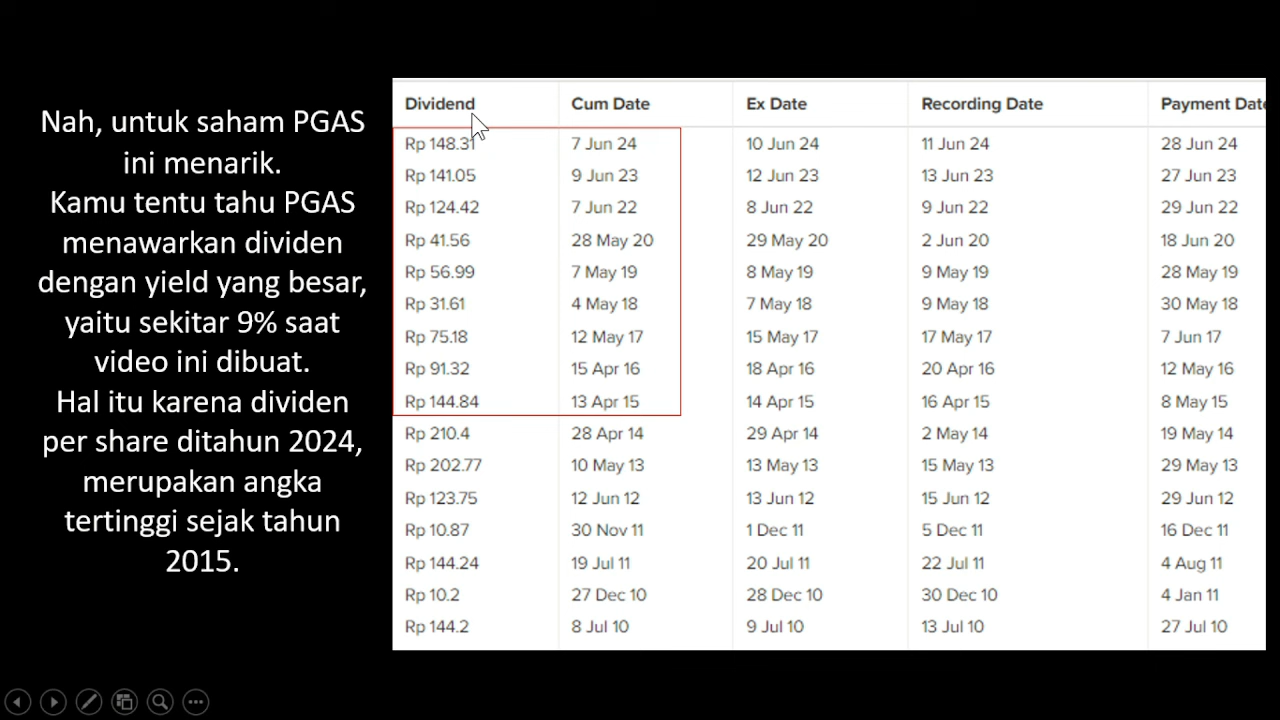 Nah, untuk saham PGAS
ini menarik.
Kamu tentu tahu PGAS
menawarkan dividen
dengan yield yang besar,
yaitu sekitar 9% saat
video ini dibuat.
Hal itu karena dividen
per share ditahun 2024,
merupakan angka
tertinggi sejak tahun
2015.
Dividend Cum Date Ex Date Recording Date Payment Date
Rp 148.31 7 Jun 24 10 Jun 24 11 Jun 24 28 Jun 24
Rp 141.05 9 Jun 23 12 Jun 23 13 Jun 23 27 Jun 23
Rp 124.42 7 Jun 22 8 Jun 22 9 Jun 22 29 Jun 22
Rp 41.56 28 May 20 29 May 20 2 Jun 20 18 Jun 20
Rp 56.99 7 May 19 8 May 19 9 May 19 28 May 19
Rp 31.61 4 May 18 7 May 18 9 May 18 30 May 18
Rp 75.18 12 May 17 15 May 17 17 May 17 7 Jun 17
Rp 91.32 15 Apr 16 18 Apr 16 20 Apr 16 12 May 16
Rp 144.84 13 Apr 15 14 Apr 15 16 Apr 15 8 May 15
Rp 210.4 28 Apr 14 29 Apr 14 2 May 14 19 May 14
Rp 202.77 10 May 13 13 May 13 15 May 13 29 May 13
Rp 123.75 12 Jun 12 13 Jun 12 15 Jun 12 29 Jun 12
Rp 10.87 30 Nov 11 1 Dec 11 5 Dec 11 16 Dec 11
Rp 144.24 19 Jul 11 20 Jul 11 22 Jul 11 4 Aug 11
Rp 10.2 27 Dec 10 28 Dec 10 30 Dec 10 4 Jan 11
Rp 144.2 8 Jul 10 9 Jul 10 13 Jul 10 27 Jul 10